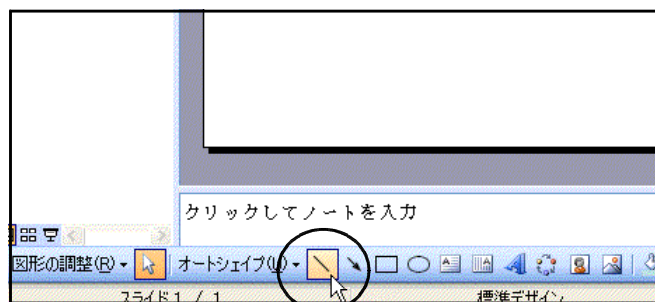 クリックしてノートを入力
図形の調整(R) オートシェイプ(U)
スライド 1 / 1 標準デザイン